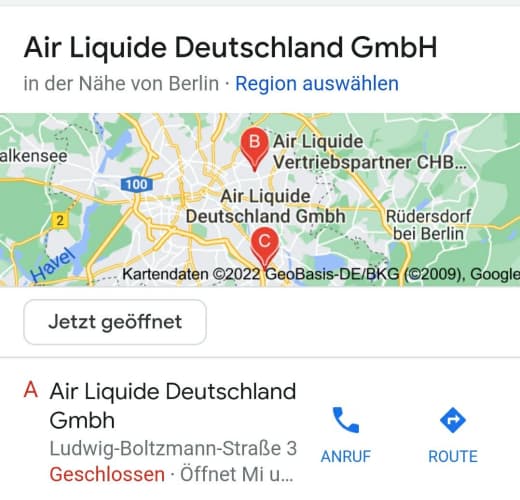 Air Liquide Deutschland GmbH
in der Nähe von Berlin · Region auswählen
B
Air Liquide
Vertriebspartner CHB...
alkensee
100
Air Liquide
Deutschland Gmbh
2
Rüdersdorf
bei Berlin
C
Havel
Kartendaten ©2022 GeoBasis-DE/BKG (©2009), Google
Jetzt geöffnet
A Air Liquide Deutschland
Gmbh
Ludwig-Boltzmann-Straße 3
Geschlossen · Öffnet Mi u...
ANRUF
ROUTE